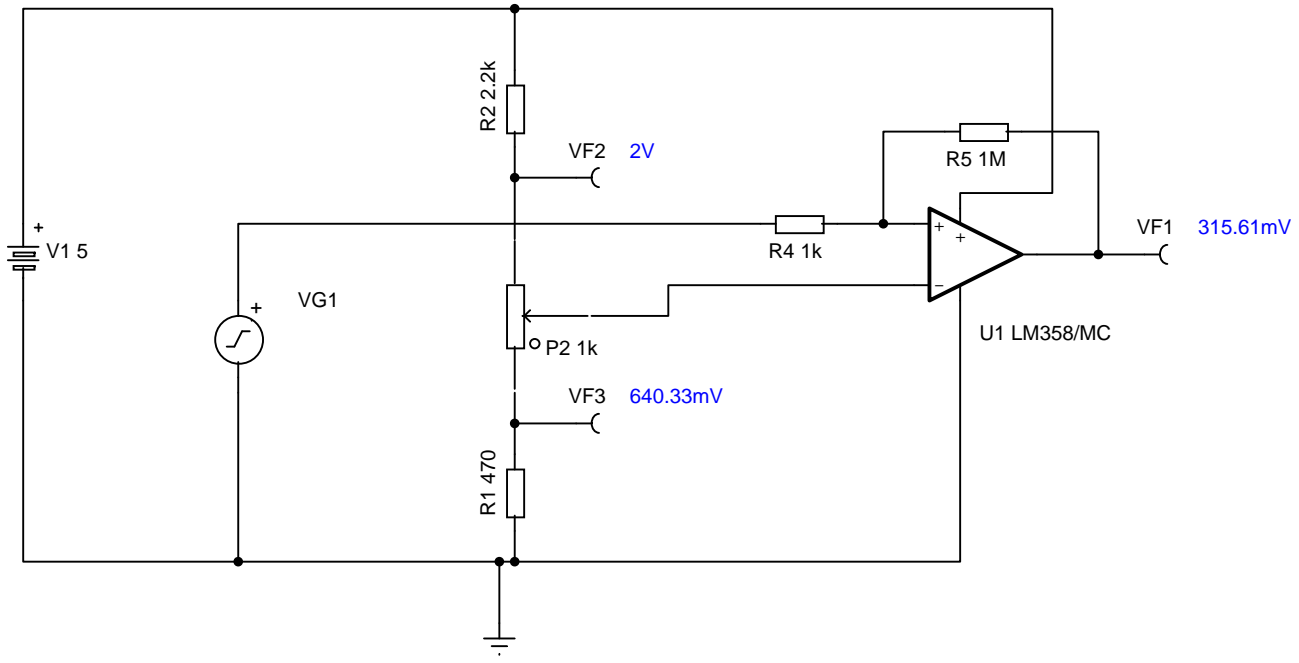 R2 2.2k
VF2 2V
R5 1M
+
V1 5
R4 1k
+
+
−
VF1 315.61mV
+
VG1
U1 LM358/MC
P2 1k
VF3 640.33mV
R1 470